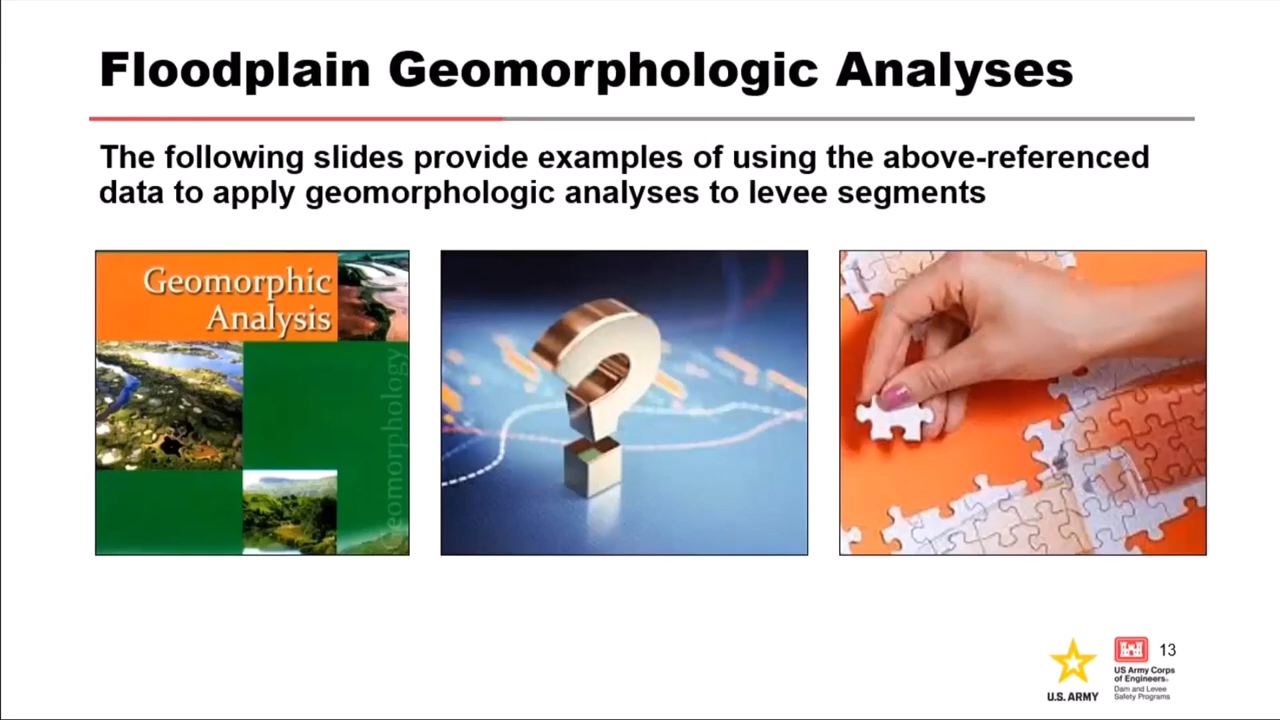 Floodplain Geomorphologic Analyses
The following slides provide examples of using the above-referenced
data to apply geomorphologic analyses to levee segments
Geomorphic
Analysis
Geomorphology
U.S. ARMY
US Army Corps
of Engineers®
Dam and Levee
Safety Programs
13